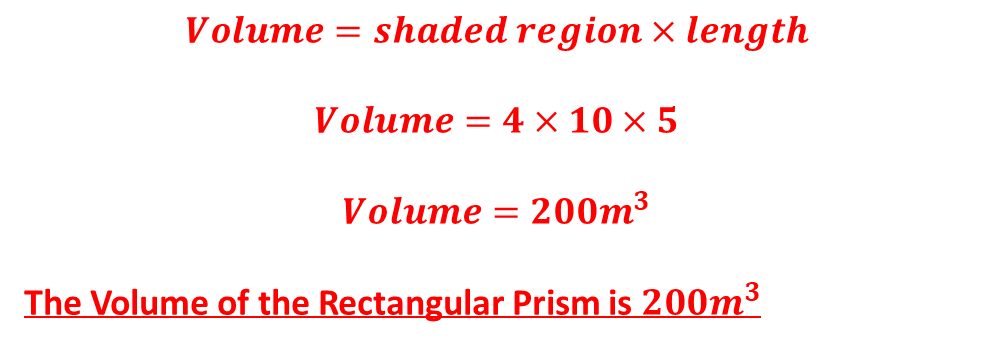 Volume = shaded region × length
Volume = 4 × 10 × 5
Volume = 200m³
The Volume of the Rectangular Prism is 200m³